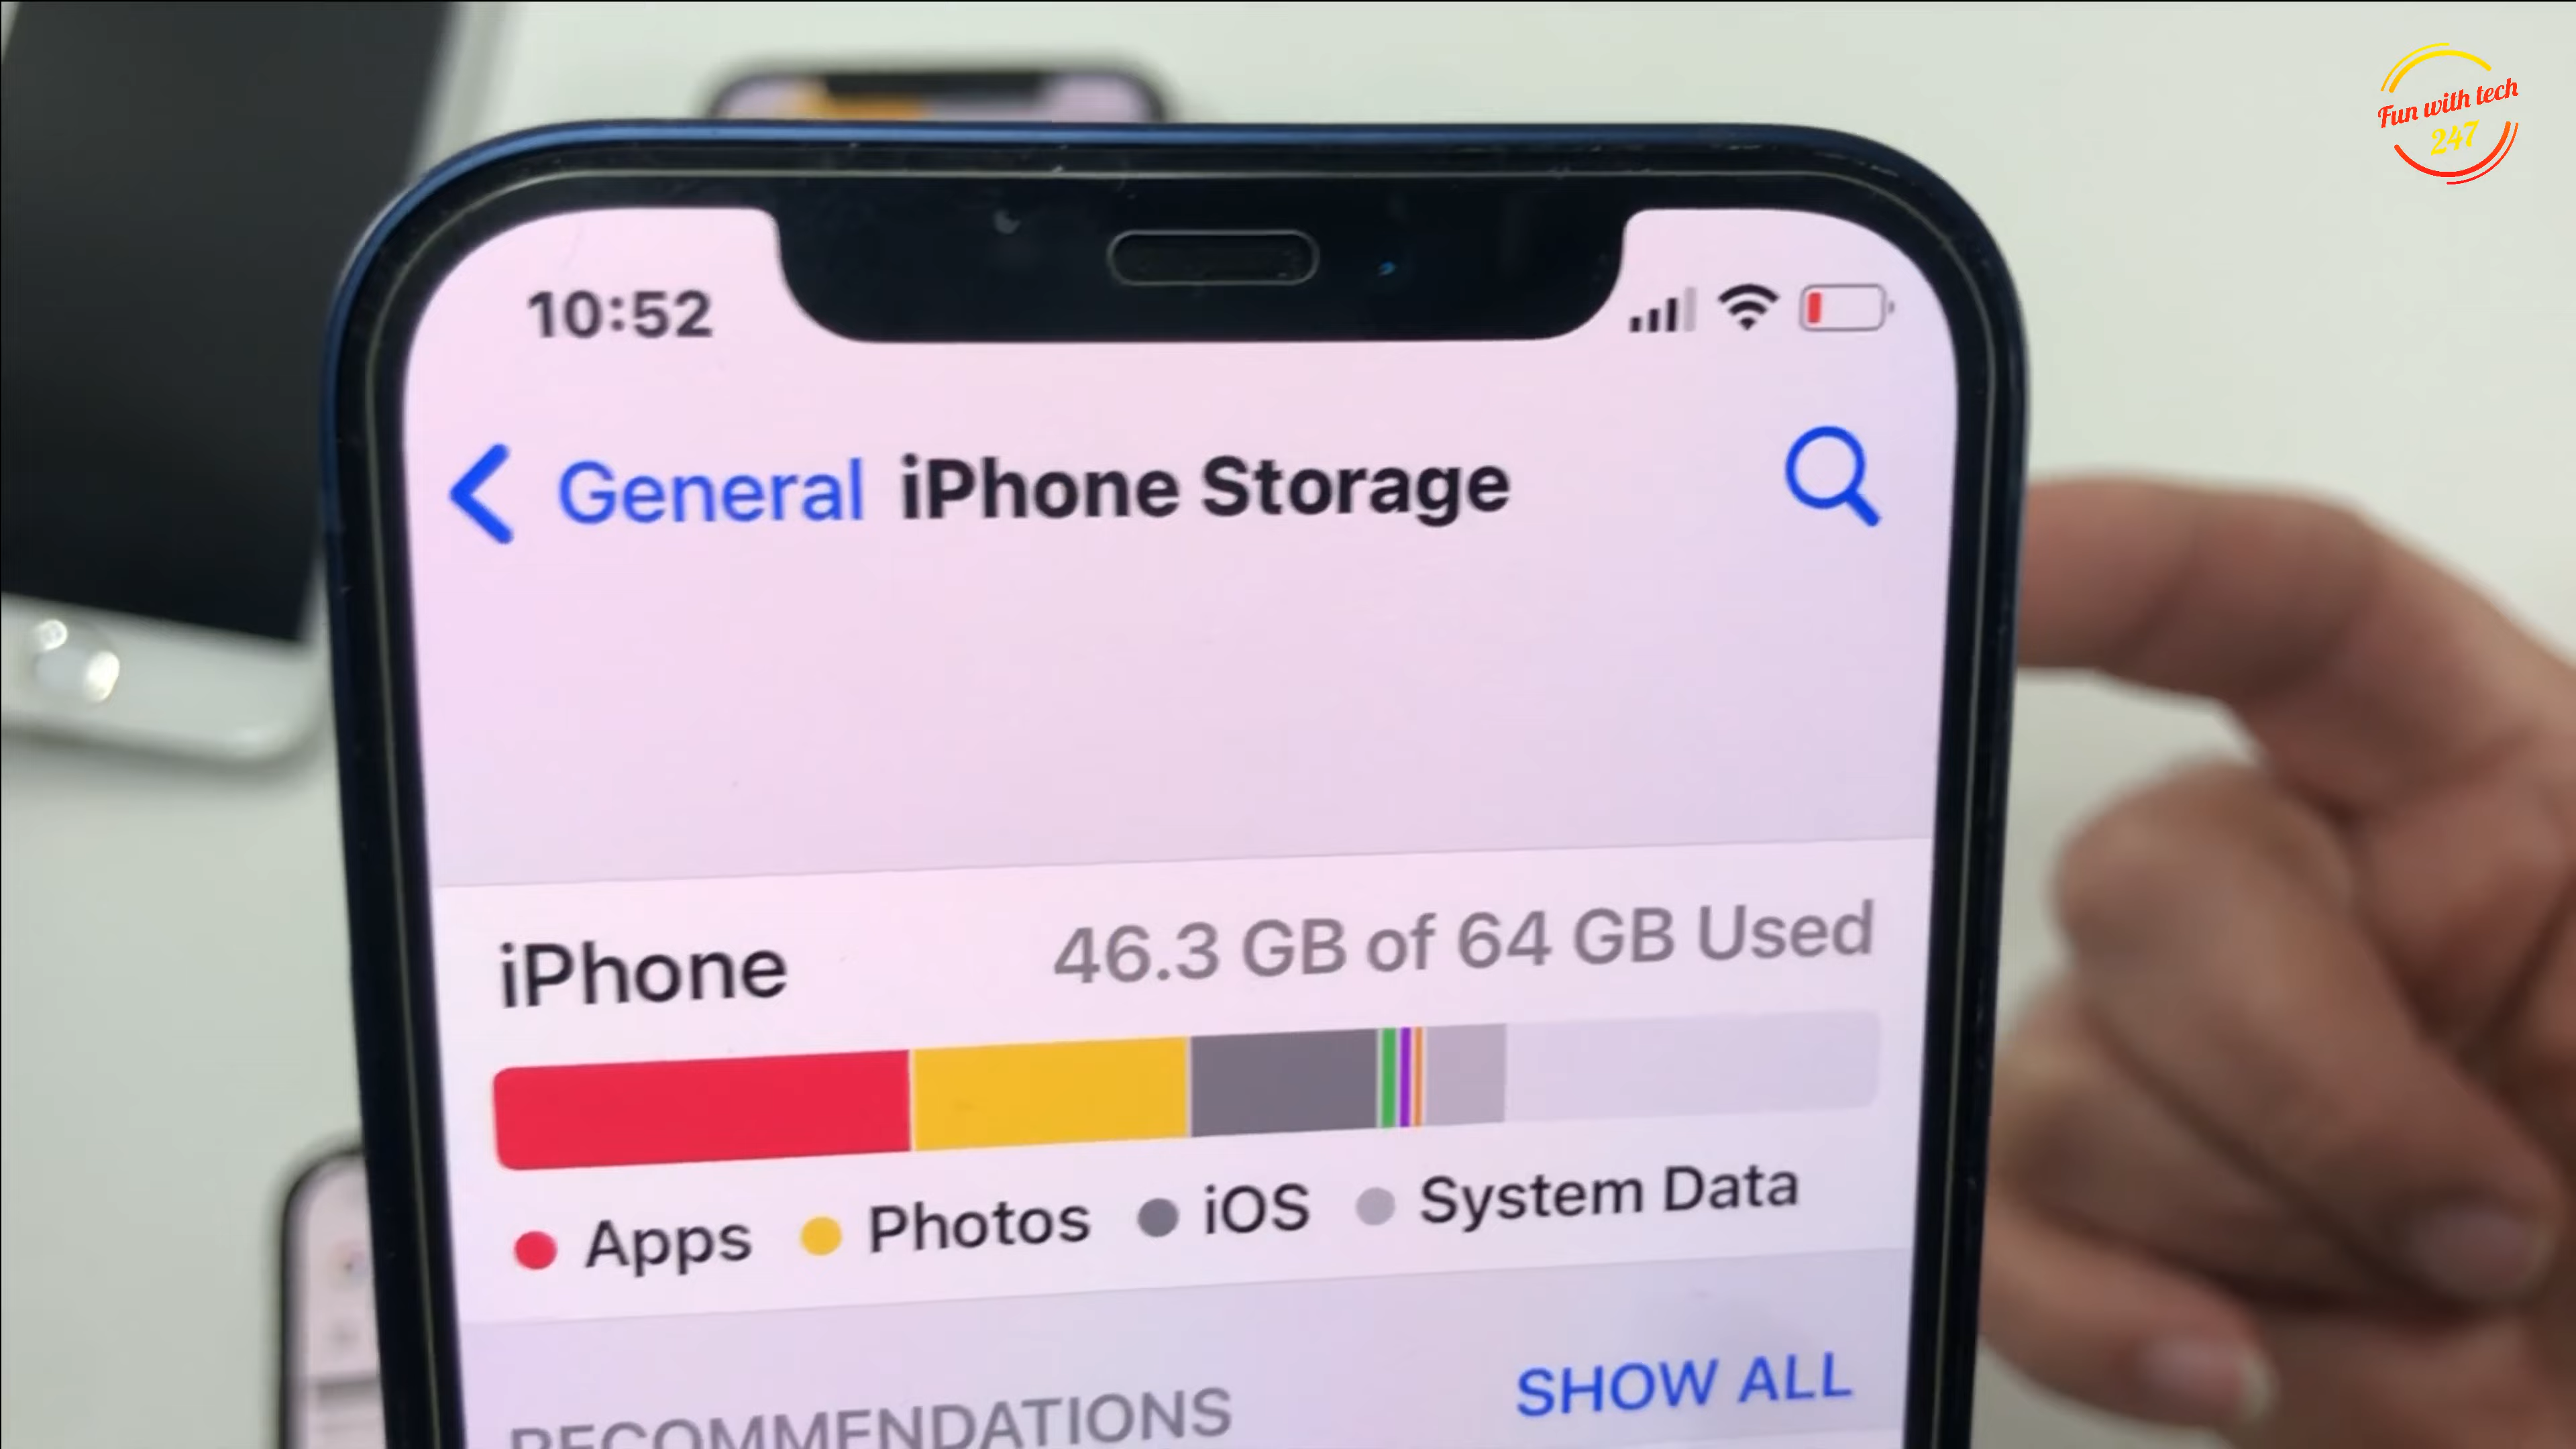 Fun with tech
247
10:52
General iPhone Storage
iPhone 46.3 GB of 64 GB Used
Apps Photos iOS System Data
RECOMMENDATIONS SHOW ALL